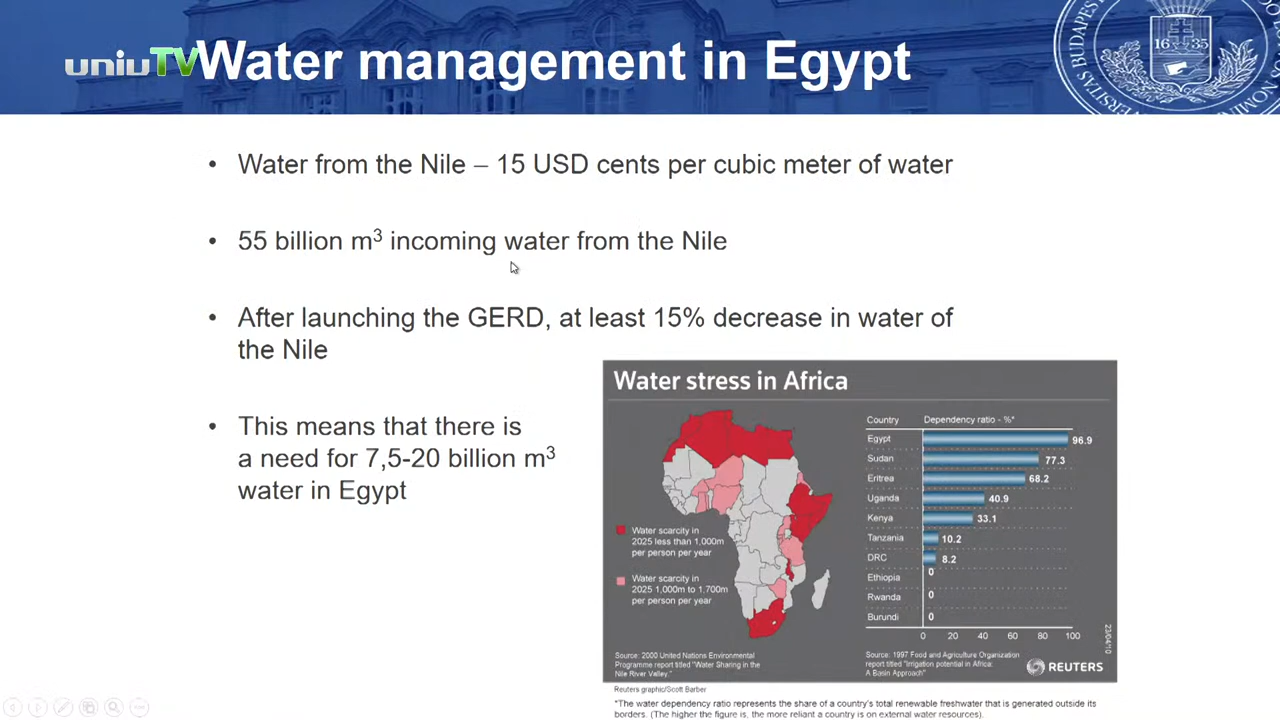 uniuTV
Water management in Egypt
16 35
• Water from the Nile – 15 USD cents per cubic meter of water
• 55 billion m³ incoming water from the Nile
• After launching the GERD, at least 15% decrease in water of
the Nile
• This means that there is
a need for 7,5-20 billion m³
water in Egypt
Water stress in Africa
Water scarcity in
2025 less than 1,000m
per person per year
Water scarcity in
2025 1,000m to 1.700m
per person per year
Country Dependency ratio - %*
Egypt 96.9
Sudan 77.3
Eritrea 68.2
Uganda 40.9
Kenya 33.1
Tanzania 10.2
DRC 8.2
Ethiopia 0
Rwanda 0
Burundi 0
0 20 40 60 80 100
Source: 2000 United Nations Environmental
Programme report titled "Water Sharing in the
Nile River Valley."
Source: 1997 Food and Agriculture Organization
report titled "Irrigation potential in Africa:
A Basin Approach"
REUTERS
23/04/10
Reuters graphic/Scott Barber
*The water dependency ratio represents the share of a country's total renewable freshwater that is generated outside its
borders. (The higher the figure is, the more reliant a country is on external water resources).